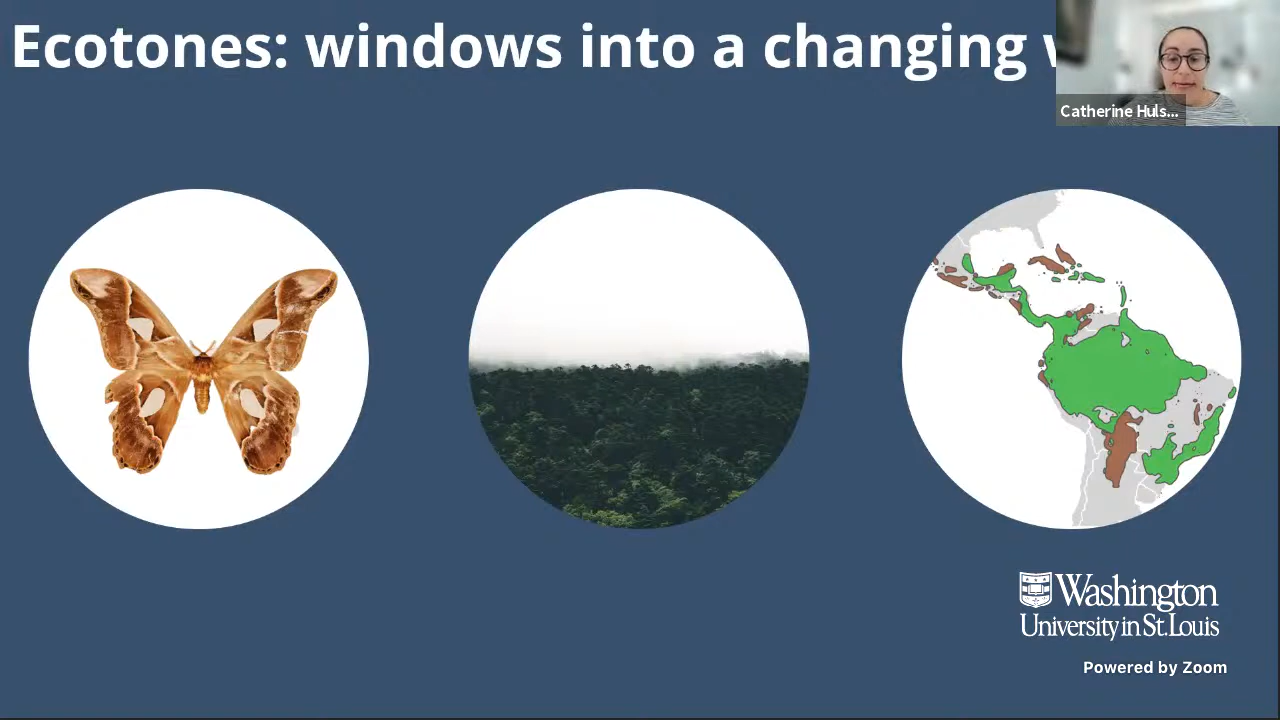 Ecotones: windows into a changing
Catherine Huls...
Washington
University in St. Louis
Powered by Zoom